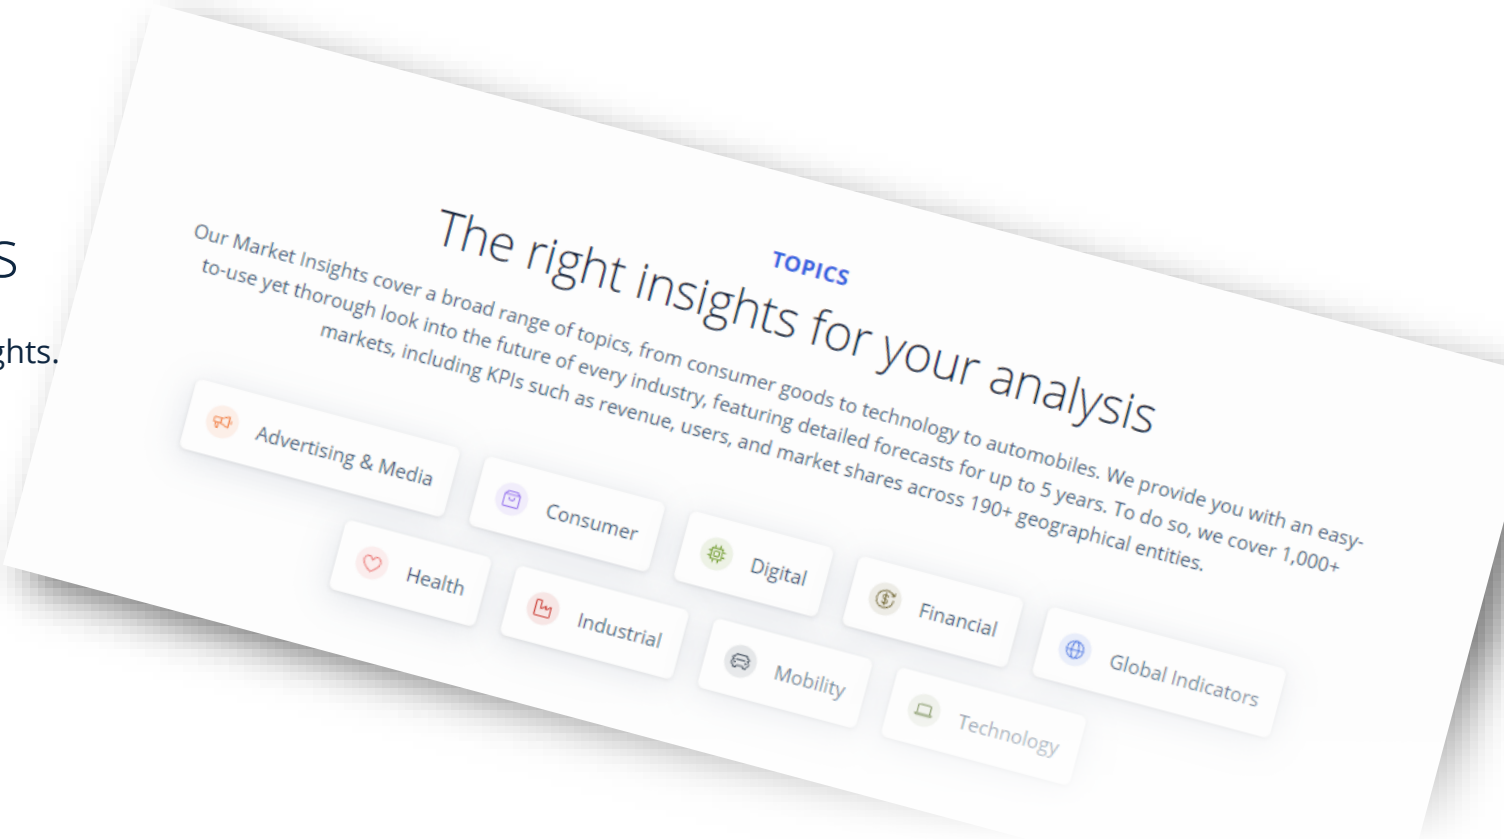 s
ghts.
TOPICS
The right insights for your analysis
Our Market Insights cover a broad range of topics, from consumer goods to technology to automobiles. We provide you with an easy-
to-use yet thorough look into the future of every industry, featuring detailed forecasts for up to 5 years. To do so, we cover 1,000+
markets, including KPIs such as revenue, users, and market shares across 190+ geographical entities.
Advertising & Media
Consumer
Digital
Financial
Global Indicators
Health
Industrial
Mobility
Technology